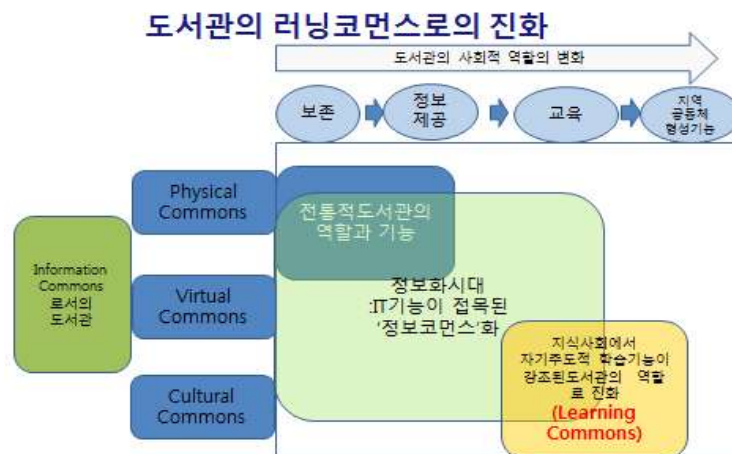 도서관의 러닝코먼스로의 진화
도서관의 사회적 역할의 변화
보존
정보
제공
교육
지역
공동체
형성기능
Physical
Commons
전통적도서관의
역할과 기능
Information
Commons
로서의
도서관
Virtual
Commons
정보화시대
:IT기능이 접목된
'정보코먼스'화
Cultural
Commons
지식사회에서
자기주도적 학습기능이
강조된도서관의 역할
로 진화
(Learning
Commons)